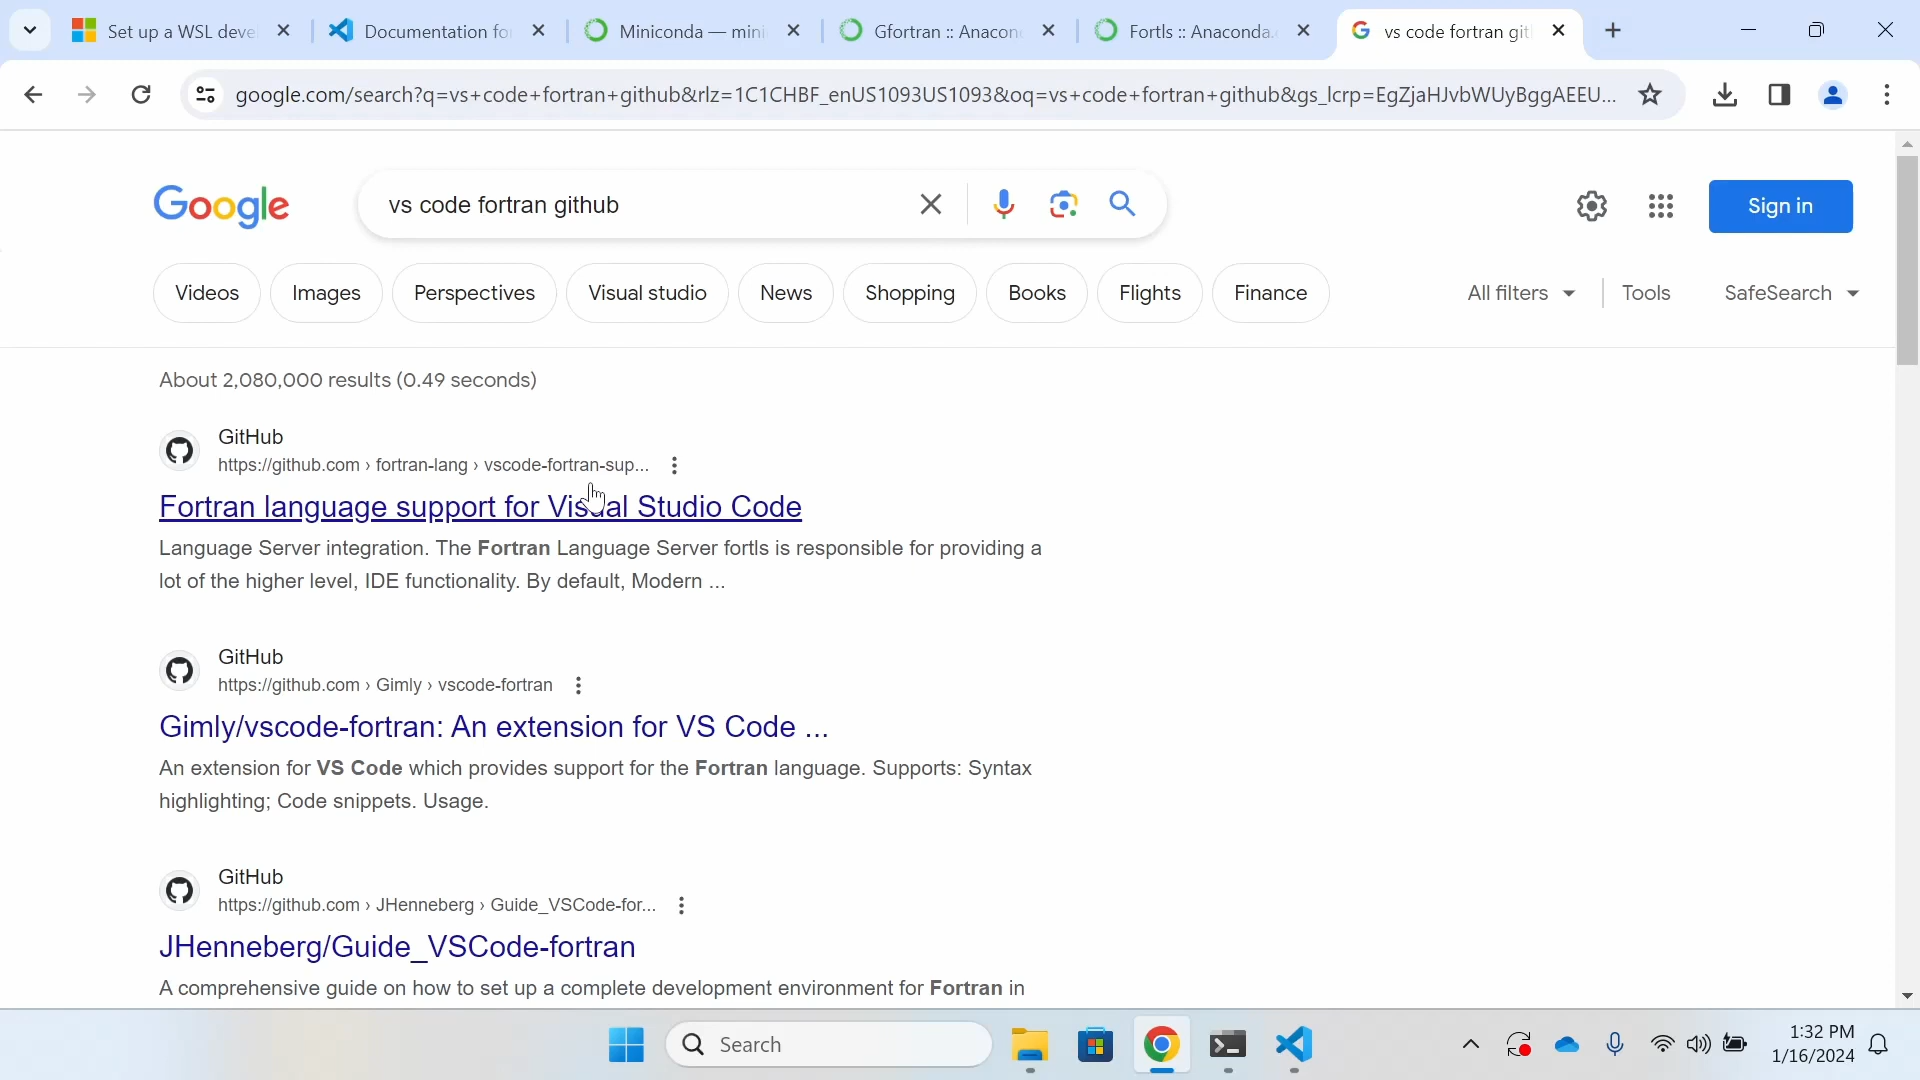 Set up a WSL deve
Documentation fo
Miniconda — mini
Gfortran :: Anacon
Fortls :: Anaconda.
vs code fortran git
google.com/search?q=vs+code+fortran+github&rlz=1C1CHBF_enUS1093US1093&oq=vs+code+fortran+github&gs_lcrp=EgZjaHJvbWUyBggAEEU...
Google
vs code fortran github
Sign in
Videos
Images
Perspectives
Visual studio
News
Shopping
Books
Flights
Finance
All filters
Tools
SafeSearch
About 2,080,000 results (0.49 seconds)
GitHub
https://github.com › fortran-lang › vscode-fortran-sup...
Fortran language support for Visual Studio Code
Language Server integration. The Fortran Language Server fortls is responsible for providing a
lot of the higher level, IDE functionality. By default, Modern ...
GitHub
https://github.com › Gimly › vscode-fortran
Gimly/vscode-fortran: An extension for VS Code ...
An extension for VS Code which provides support for the Fortran language. Supports: Syntax
highlighting; Code snippets. Usage.
GitHub
https://github.com › JHenneberg › Guide_VSCode-for...
JHenneberg/Guide_VSCode-fortran
A comprehensive guide on how to set up a complete development environment for Fortran in
Search
1:32 PM
1/16/2024